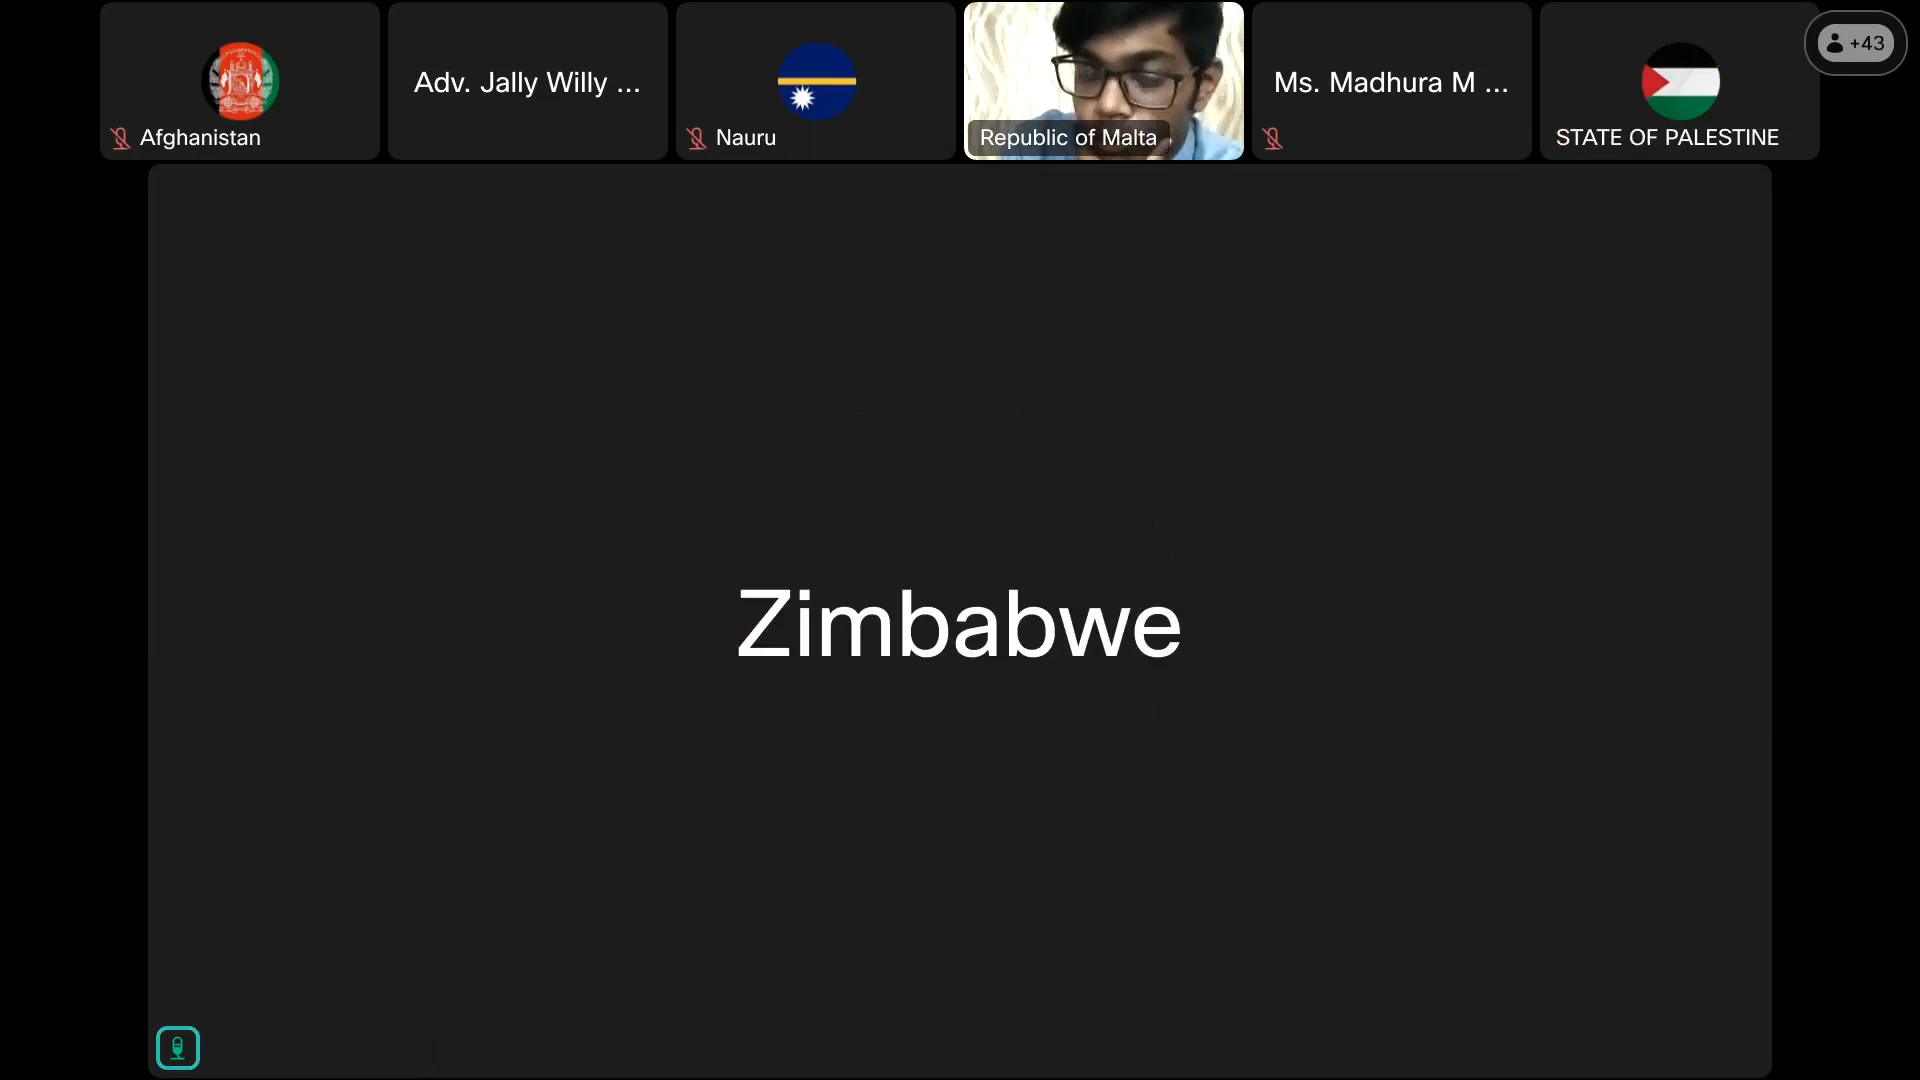 Afghanistan
Adv. Jally Willy ...
Nauru
Republic of Malta
Ms. Madhura M ...
STATE OF PALESTINE
+43
Zimbabwe